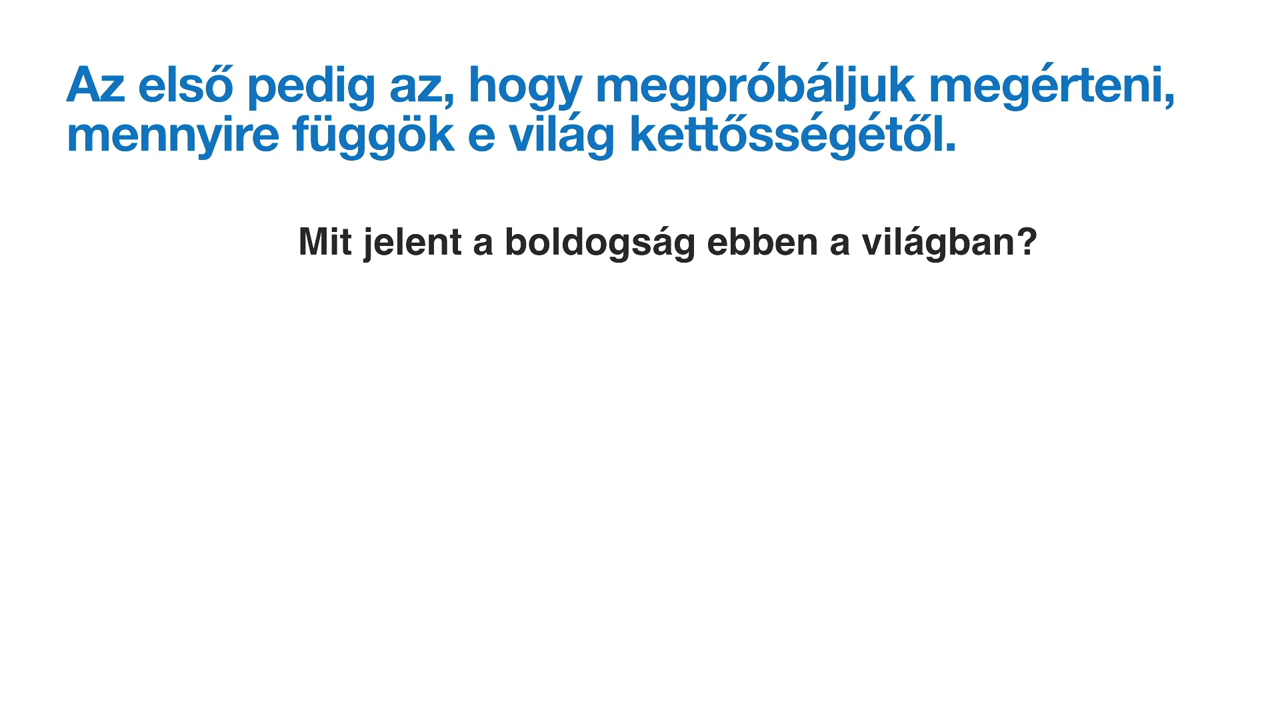 Az első pedig az, hogy megpróbáljuk megérteni,
mennyire függök e világ kettősségétől.
Mit jelent a boldogság ebben a világban?